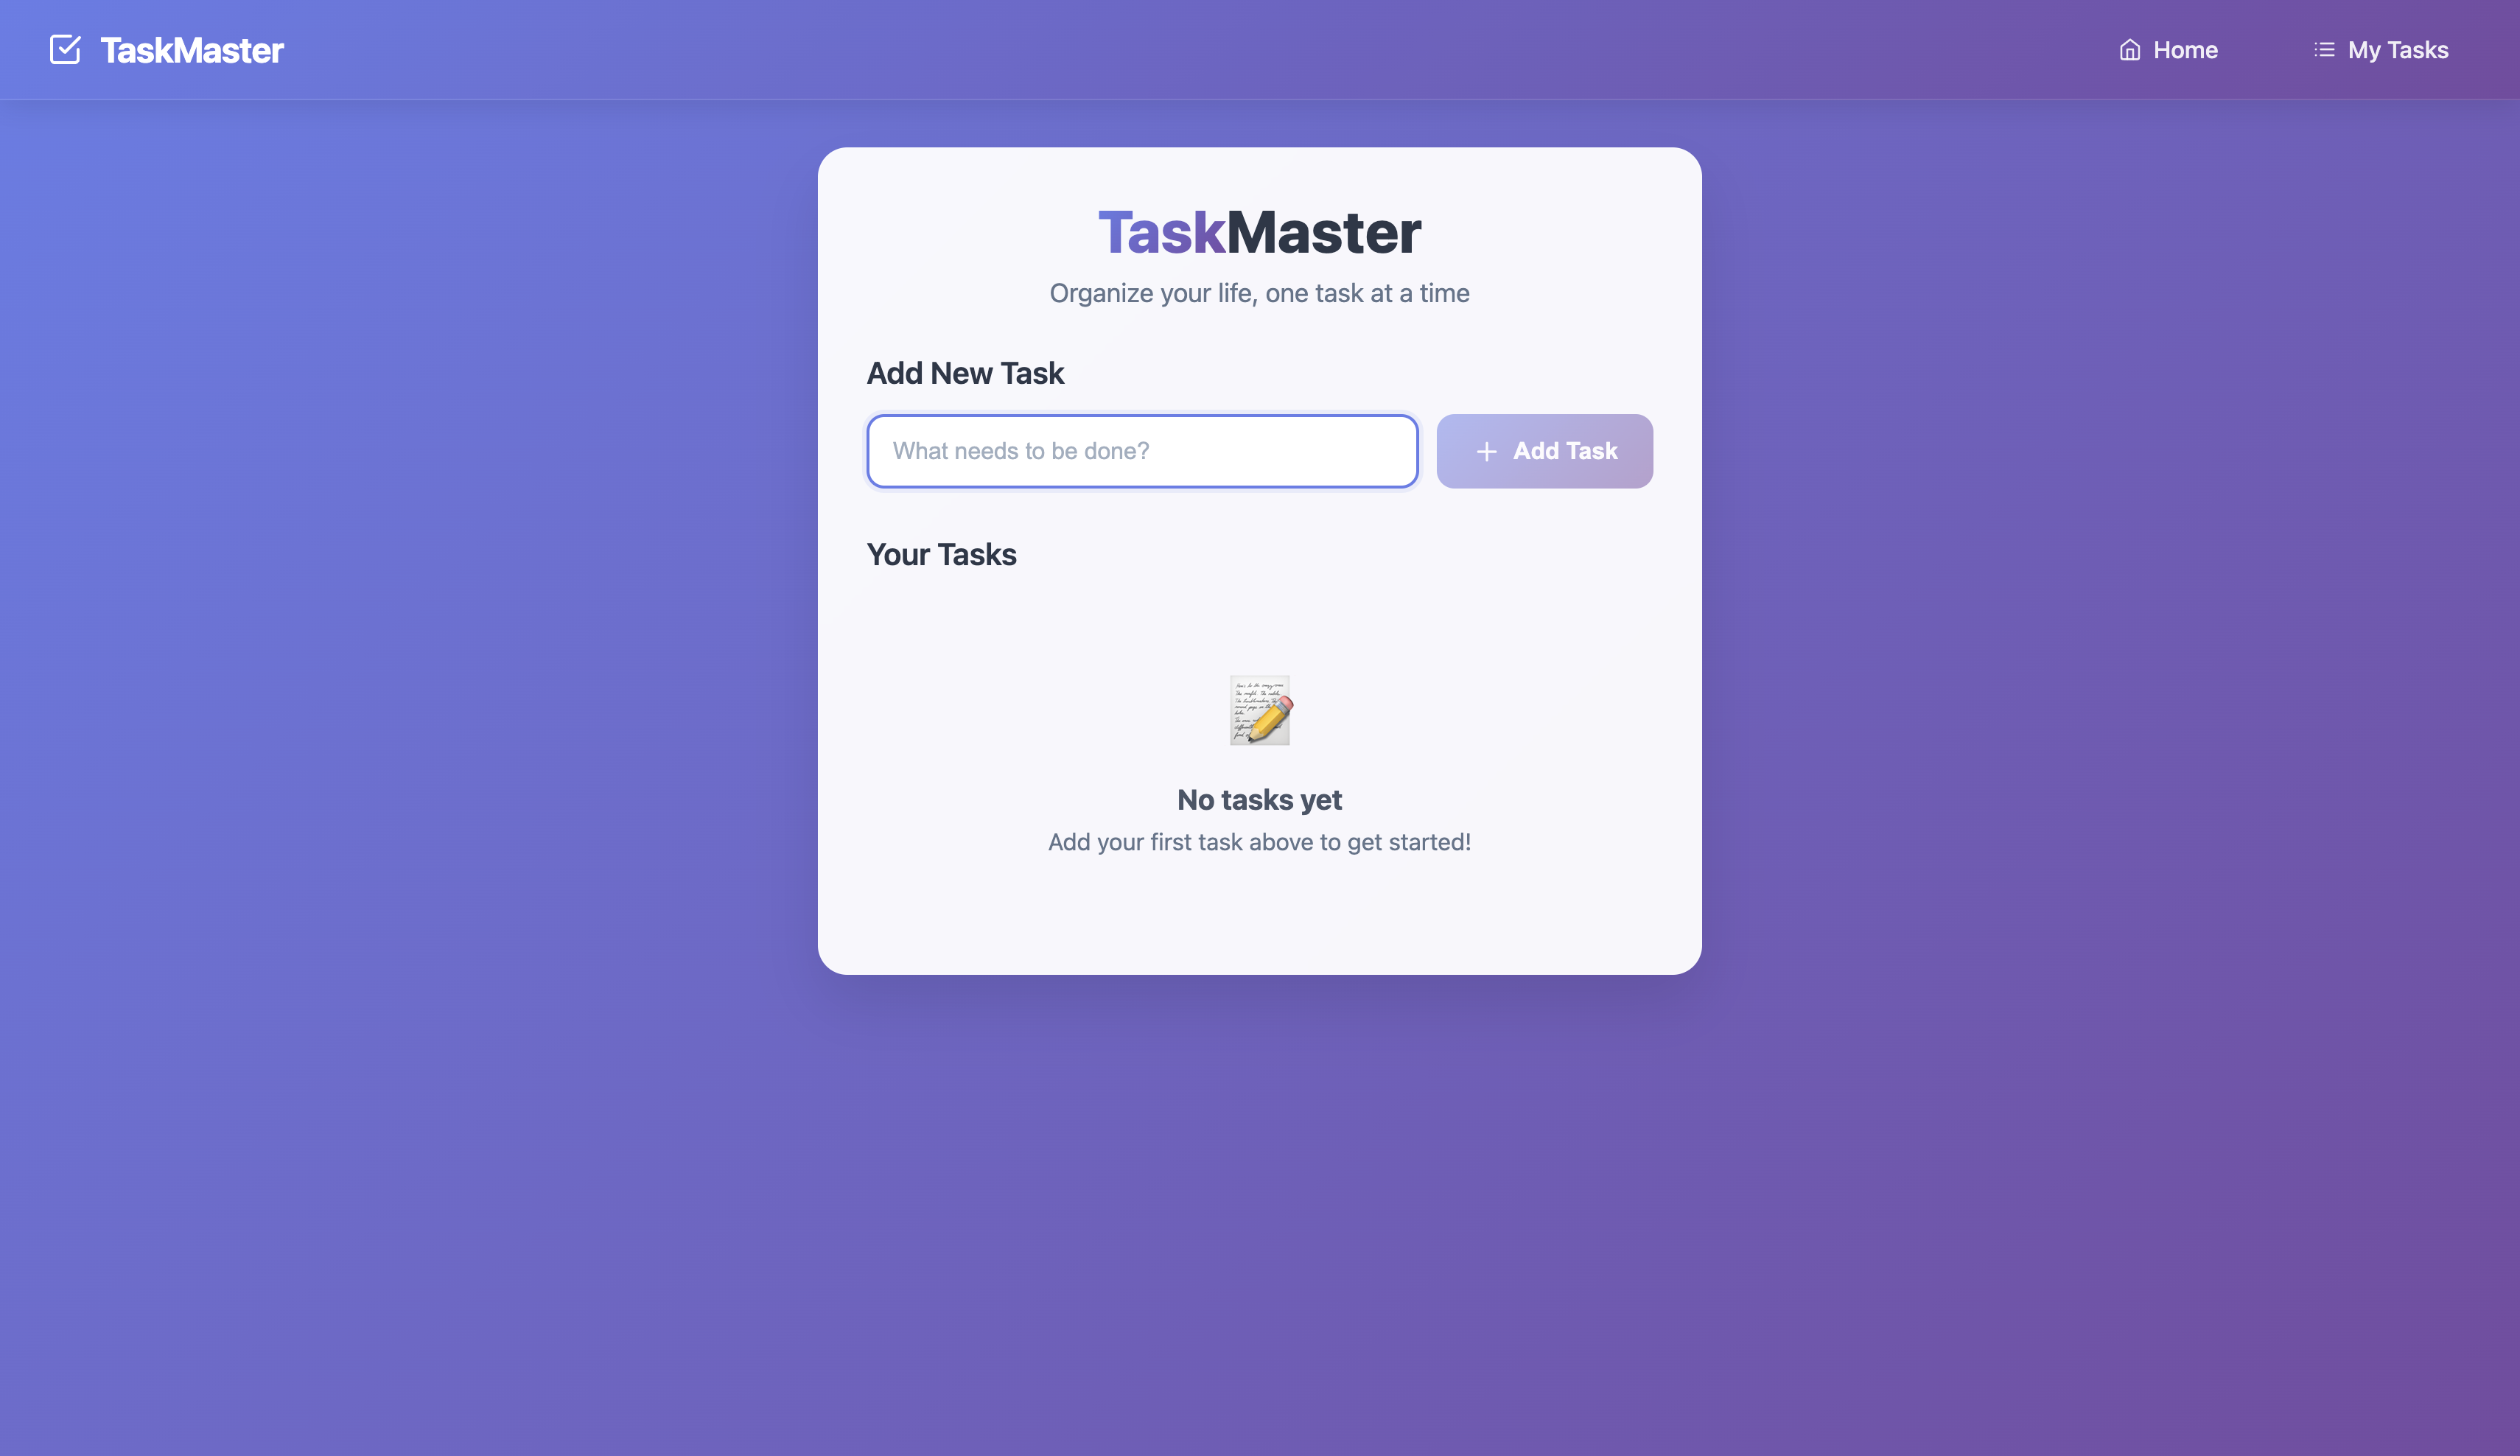 TaskMaster
Home
My Tasks
TaskMaster
Organize your life, one task at a time
Add New Task
What needs to be done?
Add Task
Your Tasks
No tasks yet
Add your first task above to get started!